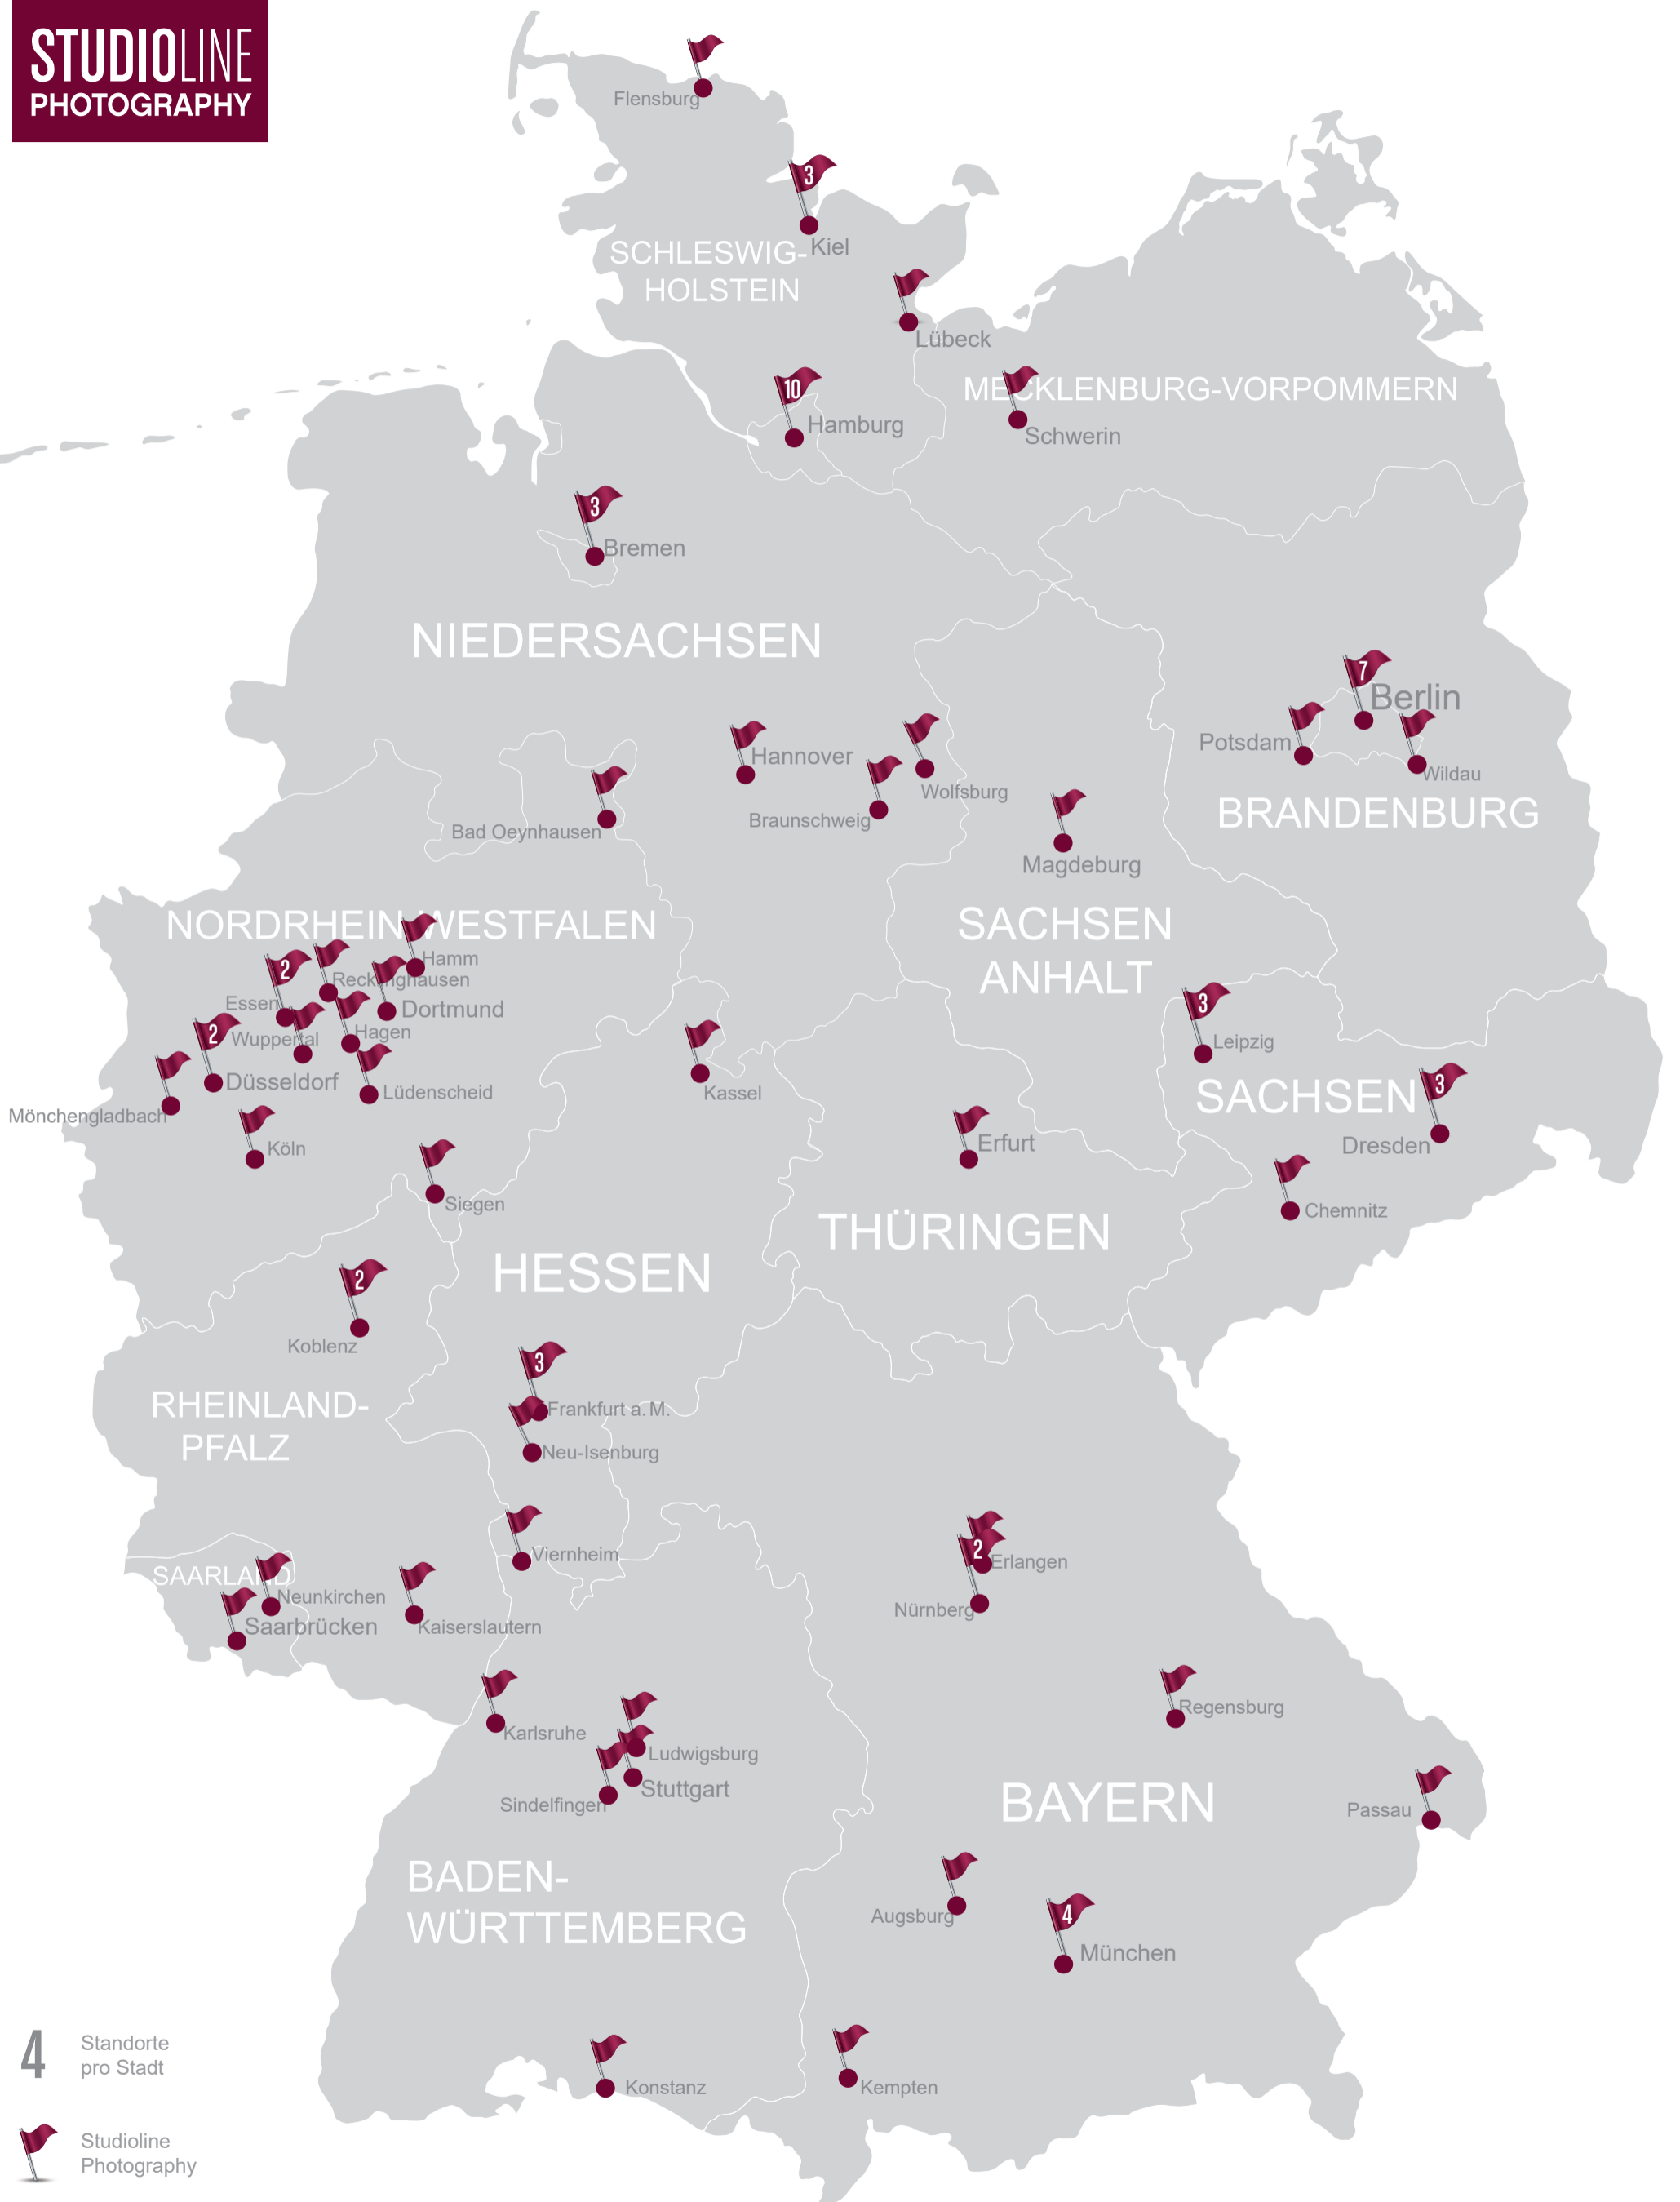 STUDIOLINE
PHOTOGRAPHY
Flensburg
3
Kiel
SCHLESWIG-
HOLSTEIN
Lübeck
10
Hamburg
MECKLENBURG-VORPOMMERN
Schwerin
3
Bremen
NIEDERSACHSEN
7
Berlin
Potsdam
Wildau
BRANDENBURG
Hannover
Wolfsburg
Braunschweig
Bad Oeynhausen
Magdeburg
NORDRHEIN WESTFALEN
SACHSEN
ANHALT
Hamm
2
Recklinghausen
Essen
Dortmund
2
Wuppertal
Hagen
Düsseldorf
Lüdenscheid
Mönchengladbach
Köln
Siegen
Kassel
3
Leipzig
SACHSEN
3
Dresden
Erfurt
Chemnitz
THÜRINGEN
HESSEN
2
Koblenz
3
Frankfurt a. M.
Neu-Isenburg
RHEINLAND-
PFALZ
Viernheim
2
Erlangen
Nürnberg
SAARLAND
Neunkirchen
Saarbrücken
Kaiserslautern
Regensburg
Karlsruhe
Ludwigsburg
Stuttgart
Sindelfingen
BAYERN
Passau
BADEN-
WÜRTTEMBERG
Augsburg
4
München
Konstanz
Kempten
4
Standorte
pro Stadt
Studioline
Photography